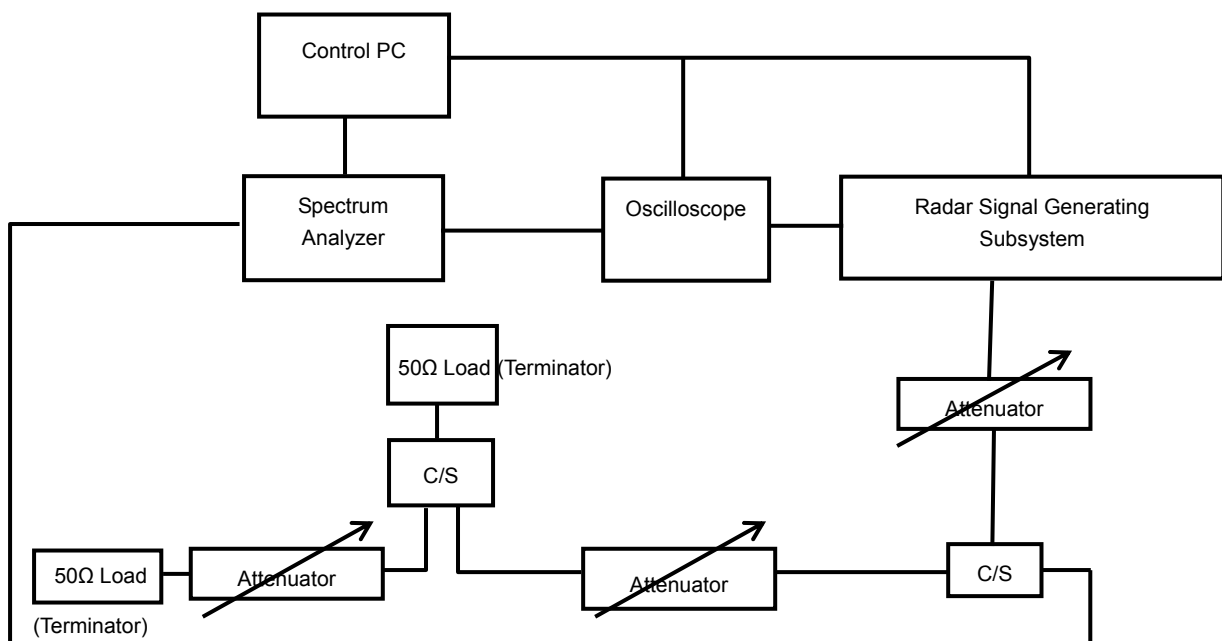 Control PC
Spectrum
Analyzer
Oscilloscope
Radar Signal Generating
Subsystem
50Ω Load (Terminator)
Attenuator
C/S
50Ω Load
(Terminator)
Attenuator
Attenuator
C/S